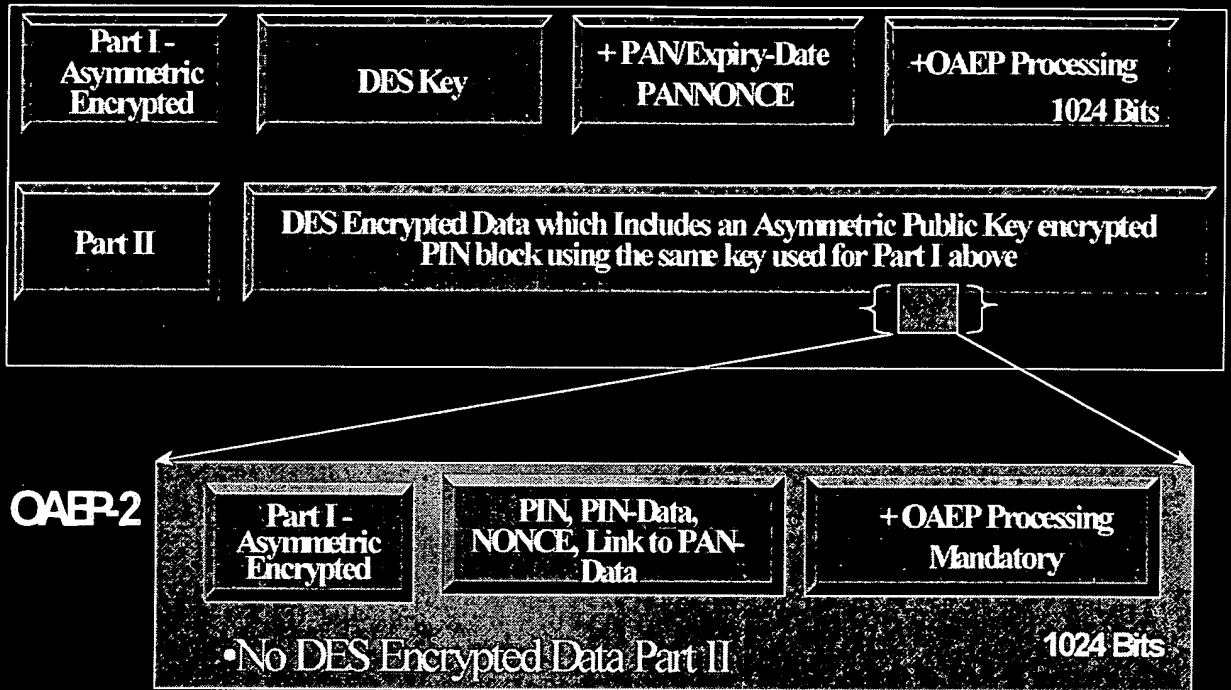 Part I -
Asymmetric
Encrypted
DES Key
+ PAN/Expiry-Date
PANNONCE
+OAEP Processing
1024 Bits
Part II
DES Encrypted Data which Includes an Asymmetric Public Key encrypted
PIN block using the same key used for Part I above
OAEP-2
Part I -
Asymmetric
Encrypted
PIN, PIN-Data,
NONCE, Link to PAN-
Data
+ OAEP Processing
Mandatory
•No DES Encrypted Data Part II
1024 Bits